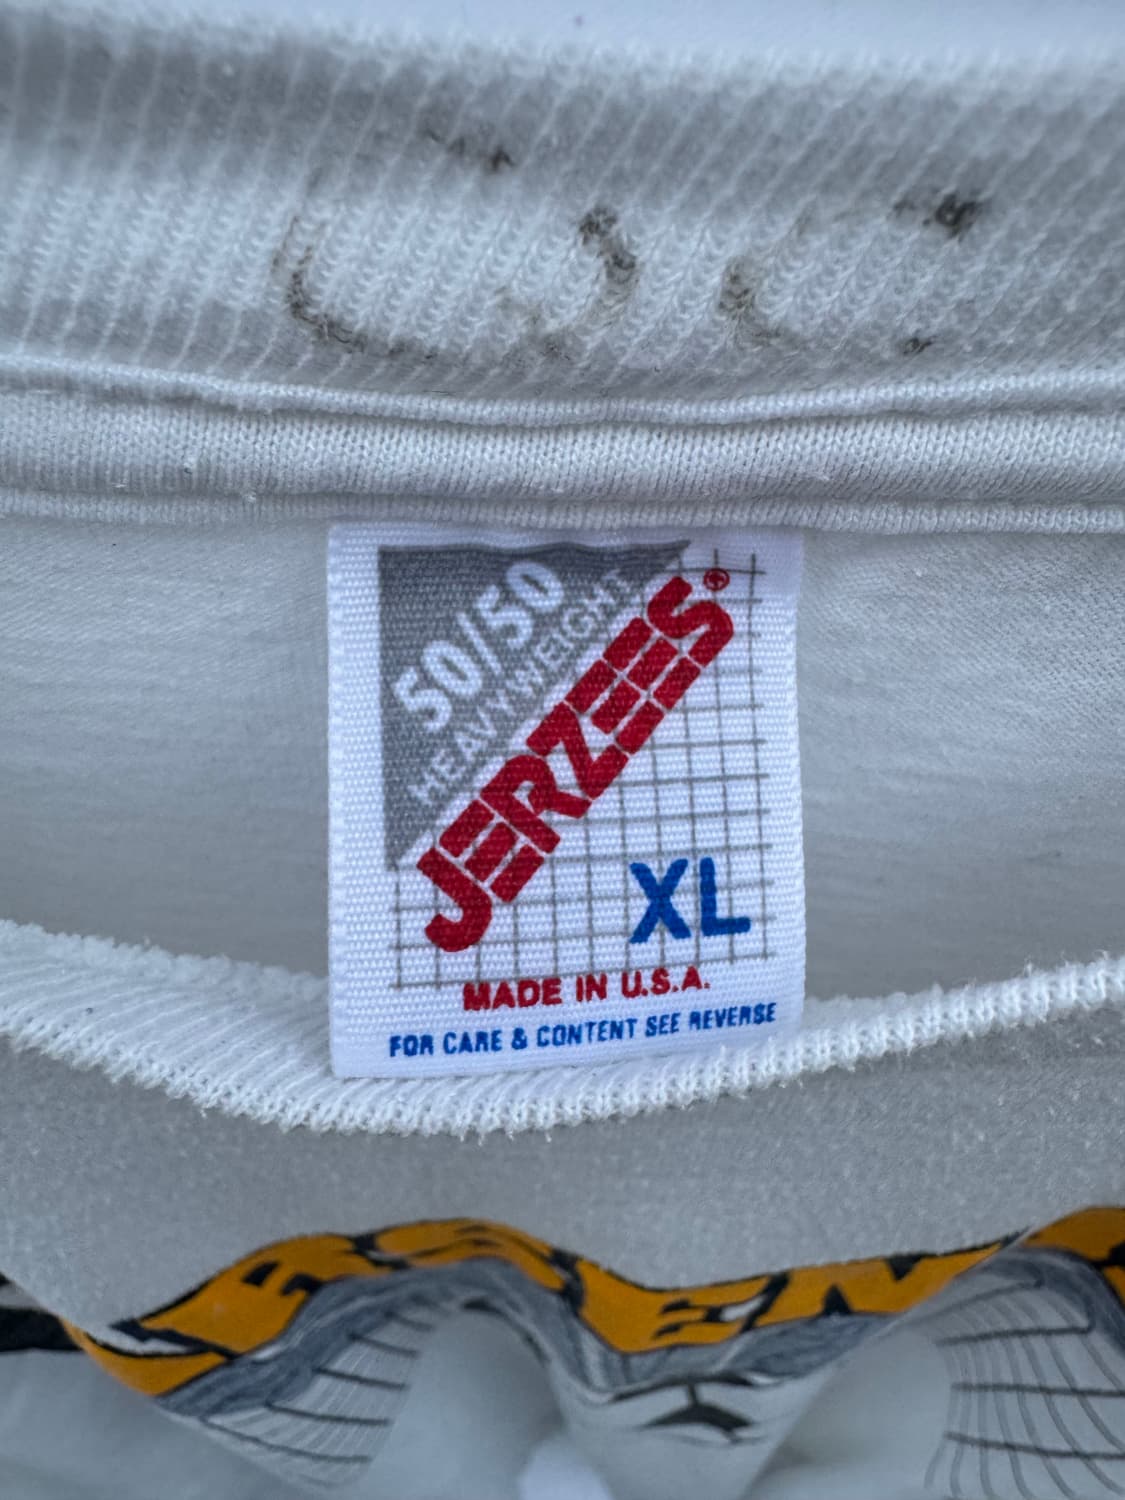 50/50
HEAVYWEIGHT
JERZEES®
XL
MADE IN U.S.A.
FOR CARE & CONTENT SEE REVERSE